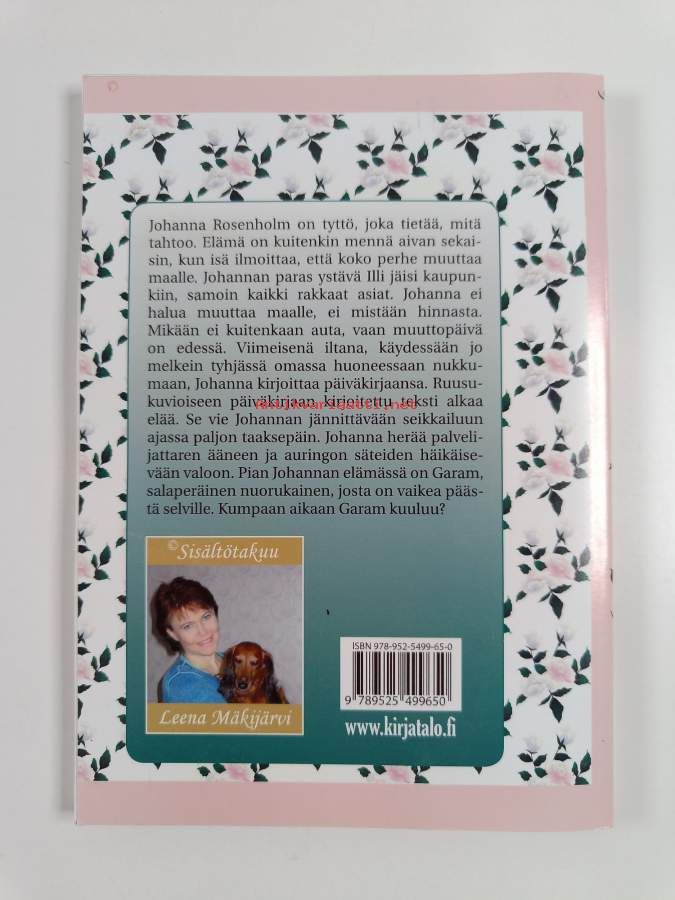 ©
Johanna Rosenholm on tyttö, joka tietää, mitä
tahtoo. Elämä on kuitenkin mennä aivan sekai-
sin, kun isä ilmoittaa, että koko perhe muuttaa
maalle. Johannan paras ystävä Illi jäisi kaupun-
kiin, samoin kaikki rakkaat asiat. Johanna ei
halua muuttaa maalle, ei mistään hinnasta.
Mikään ei kuitenkaan auta, vaan muuttopäivä
on edessä. Viimeisenä iltana, käydessään jo
melkein tyhjässä omassa huoneessaan nukku-
maan, Johanna kirjoittaa päiväkirjaansa. Ruusu-
kuvioiseen päiväkirjaan kirjoitettu teksti alkaa
Antikvariaatti.net
elää. Se vie Johannan jännittävään seikkailuun
ajassa paljon taaksepäin. Johanna herää palveli-
jattaren ääneen ja auringon säteiden häikäise-
vään valoon. Pian Johannan elämässä on Garam,
salaperäinen nuorukainen, josta on vaikea pääs-
tä selville. Kumpaan aikaan Garam kuuluu?
©Sisältötakuu
Leena Mäkijärvi
ISBN 978-952-5499-65-0
9 789525 499650
www.kirjatalo.fi